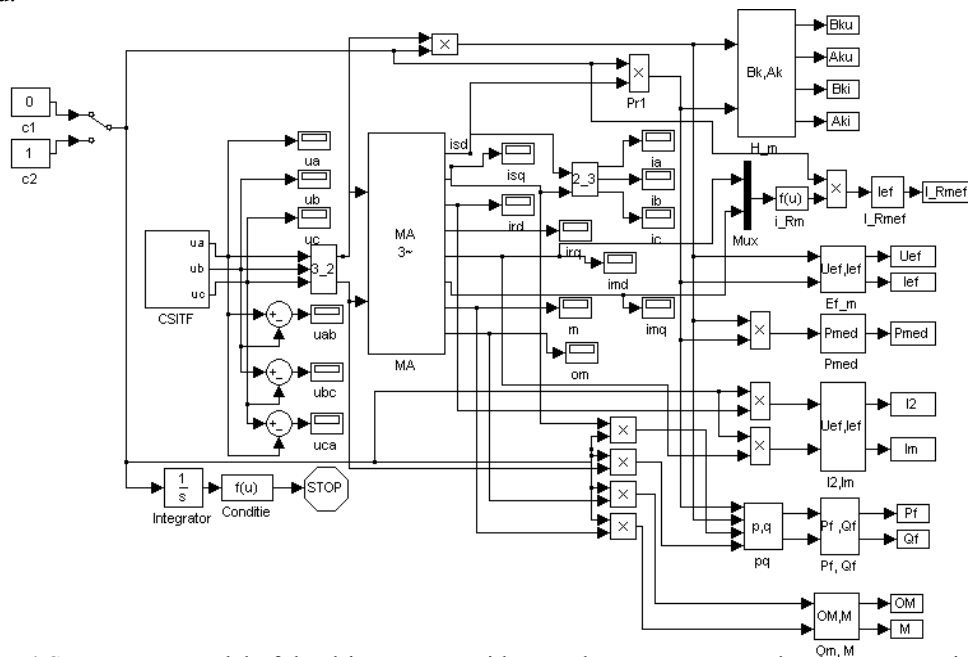 Bku
Aku
Bki
Aki
Bk,Ak
H_m
×
×
Pr1
0
c1
1
c2
ua
ub
uc
isd
isq
ird
irq
imd
imq
m
om
2_3
ia
ib
ic
Mux
f(u)
i_Rm
×
Ief
I_Rmef
I_Rmef
MA
3~
MA
ua
ub
uc
CSITF
3_2
uab
ubc
uca
Uef,Ief
Ef_m
Uef
Ief
×
Pmed
Pmed
Pmed
×
×
Uef,Ief
I2,Im
I2
Im
×
×
×
×
1
s
Integrator
f(u)
Conditie
STOP
p,q
pq
Pf ,Qf
Pf, Qf
Pf
Qf
OM,M
Om, M
OM
M